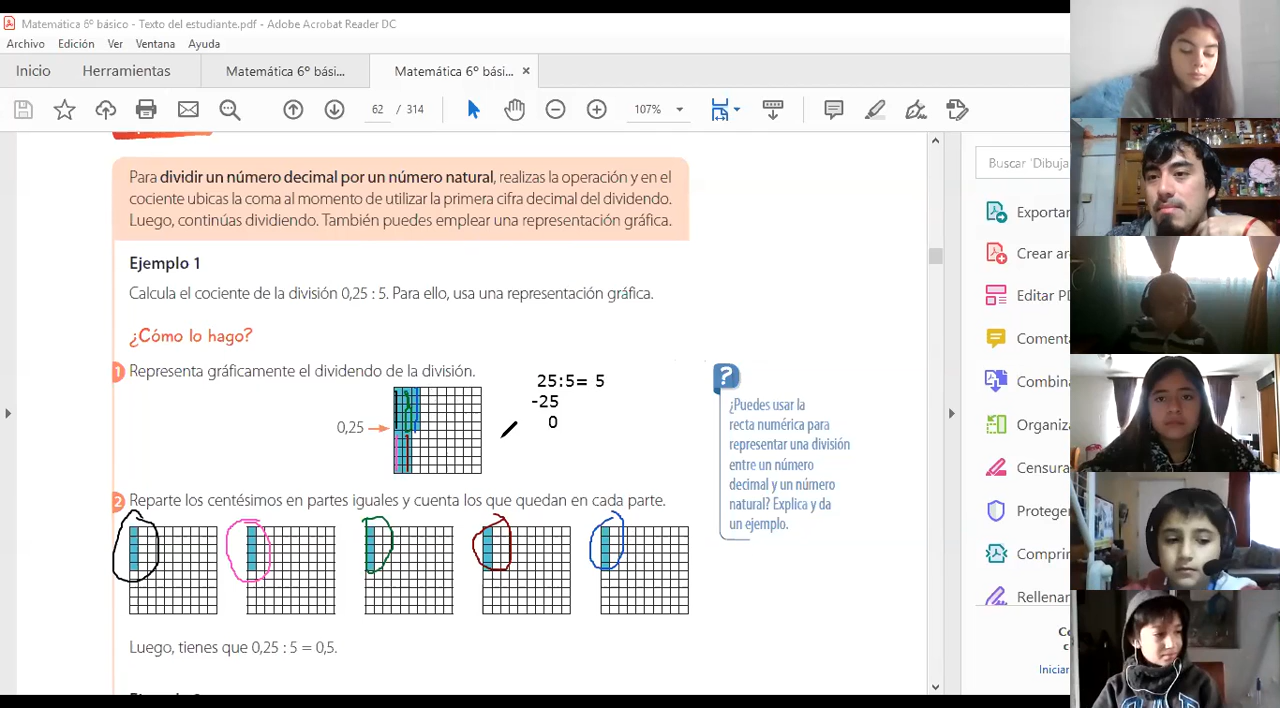 Matemática 6º básico - Texto del estudiante.pdf - Adobe Acrobat Reader DC
Archivo Edición Ver Ventana Ayuda
Inicio Herramientas Matemática 6º bási... Matemática 6º bási... ×
62 / 314 107%
Para dividir un número decimal por un número natural, realizas la operación y en el
cociente ubicas la coma al momento de utilizar la primera cifra decimal del dividendo.
Luego, continúas dividiendo. También puedes emplear una representación gráfica.
Ejemplo 1
Calcula el cociente de la división 0,25 : 5. Para ello, usa una representación gráfica.
¿Cómo lo hago?
1 Representa gráficamente el dividendo de la división.
0,25
25:5= 5
-25
0
?
¿Puedes usar la
recta numérica para
representar una división
entre un número
decimal y un número
natural? Explica y da
un ejemplo.
2 Reparte los centésimos en partes iguales y cuenta los que quedan en cada parte.
Luego, tienes que 0,25 : 5 = 0,5.
Buscar 'Dibuja
Exportar
Crear ar
Editar PD
Comenta
Combina
Organiza
Censura
Proteger
Comprim
Rellenar
Iniciar